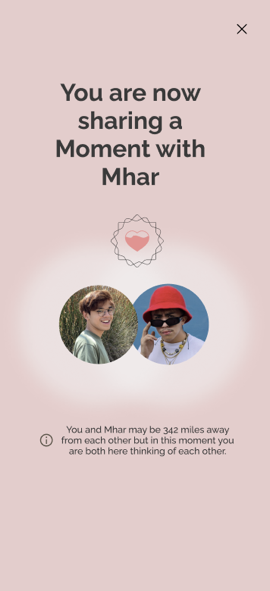 You are now
sharing a
Moment with
Mhar
You and Mhar may be 342 miles away
from each other but in this moment you
are both here thinking of each other.